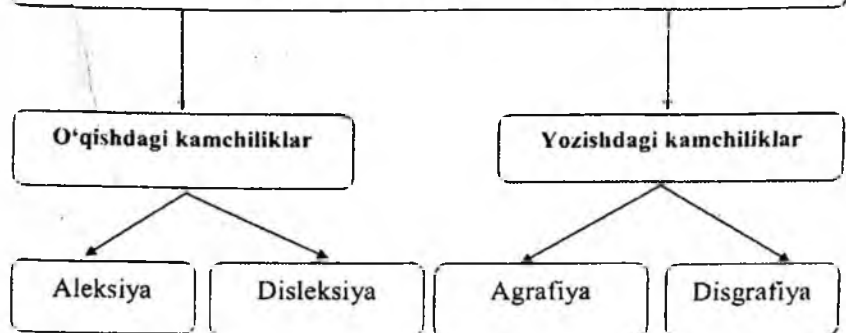 O‘qishdagi kamchiliklar
Yozishdagi kamchiliklar
Aleksiya
Disleksiya
Agrafiya
Disgrafiya